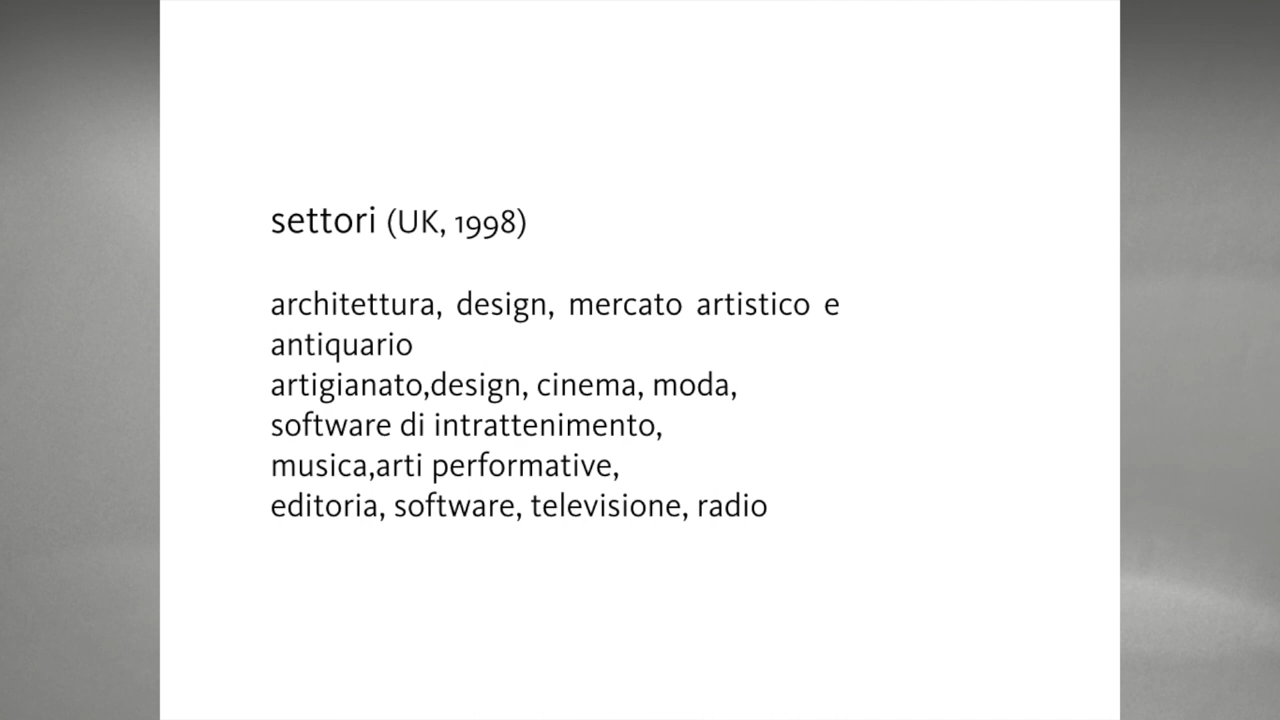 settori (UK, 1998)
architettura, design, mercato artistico e
antiquario
artigianato,design, cinema, moda,
software di intrattenimento,
musica,arti performative,
editoria, software, televisione, radio